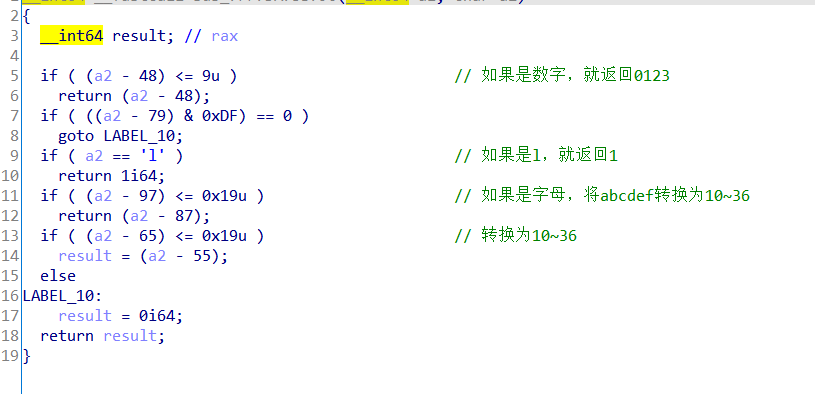 2 {
3 __int64 result; // rax
4
5 if ( (a2 - 48) <= 9u ) // 如果是数字，就返回0123
6 return (a2 - 48);
7 if ( ((a2 - 79) & 0xDF) == 0 )
8 goto LABEL_10;
9 if ( a2 == 'l' ) // 如果是l，就返回1
10 return 1i64;
11 if ( (a2 - 97) <= 0x19u ) // 如果是字母，将abcdef转换为10~36
12 return (a2 - 87);
13 if ( (a2 - 65) <= 0x19u ) // 转换为10~36
14 result = (a2 - 55);
15 else
16 LABEL_10:
17 result = 0i64;
18 return result;
19 }